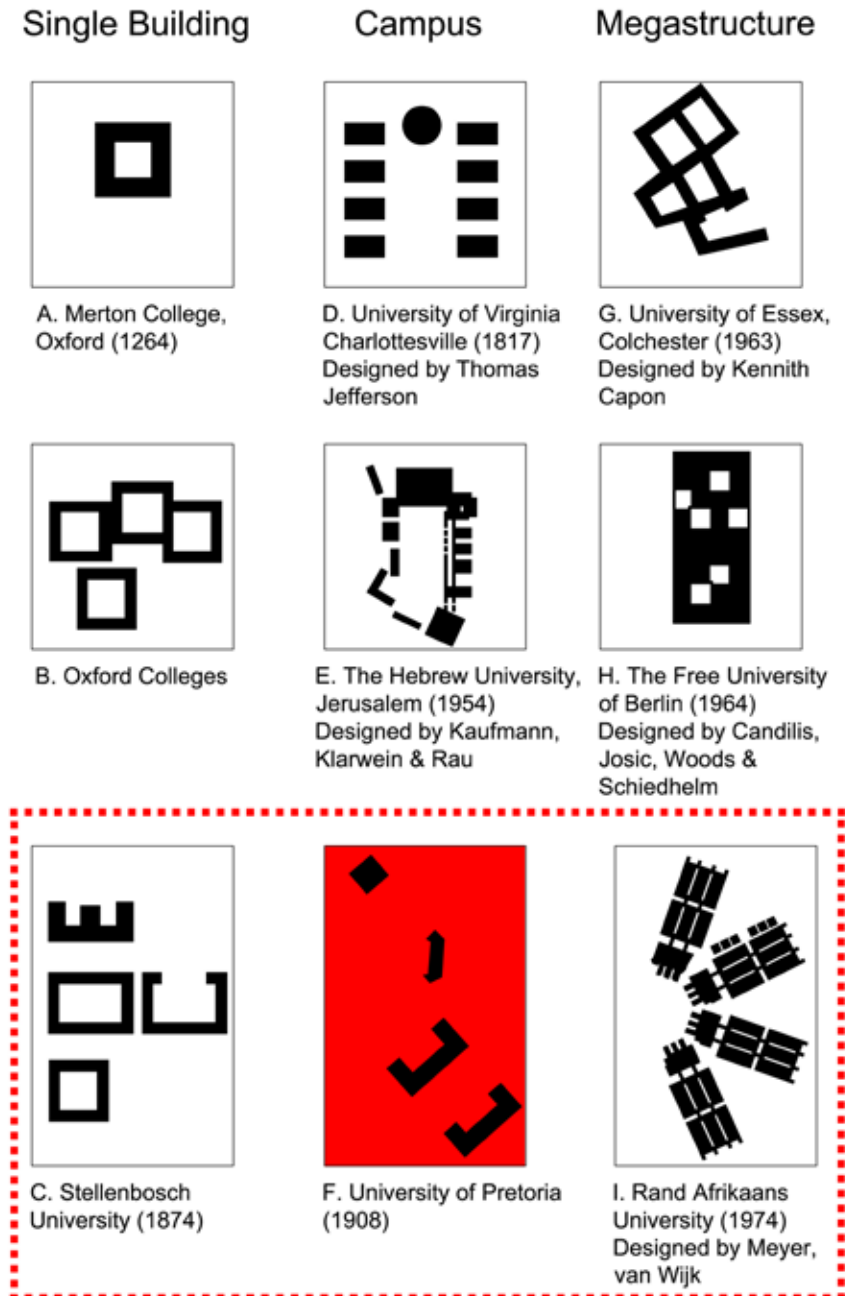 Single Building
Campus
Megastructure
A. Merton College,
Oxford (1264)
D. University of Virginia
Charlottesville (1817)
Designed by Thomas
Jefferson
G. University of Essex,
Colchester (1963)
Designed by Kennith
Capon
B. Oxford Colleges
E. The Hebrew University,
Jerusalem (1954)
Designed by Kaufmann,
Klarwein & Rau
H. The Free University
of Berlin (1964)
Designed by Candilis,
Josic, Woods &
Schiedhelm
C. Stellenbosch
University (1874)
F. University of Pretoria
(1908)
I. Rand Afrikaans
University (1974)
Designed by Meyer,
van Wijk